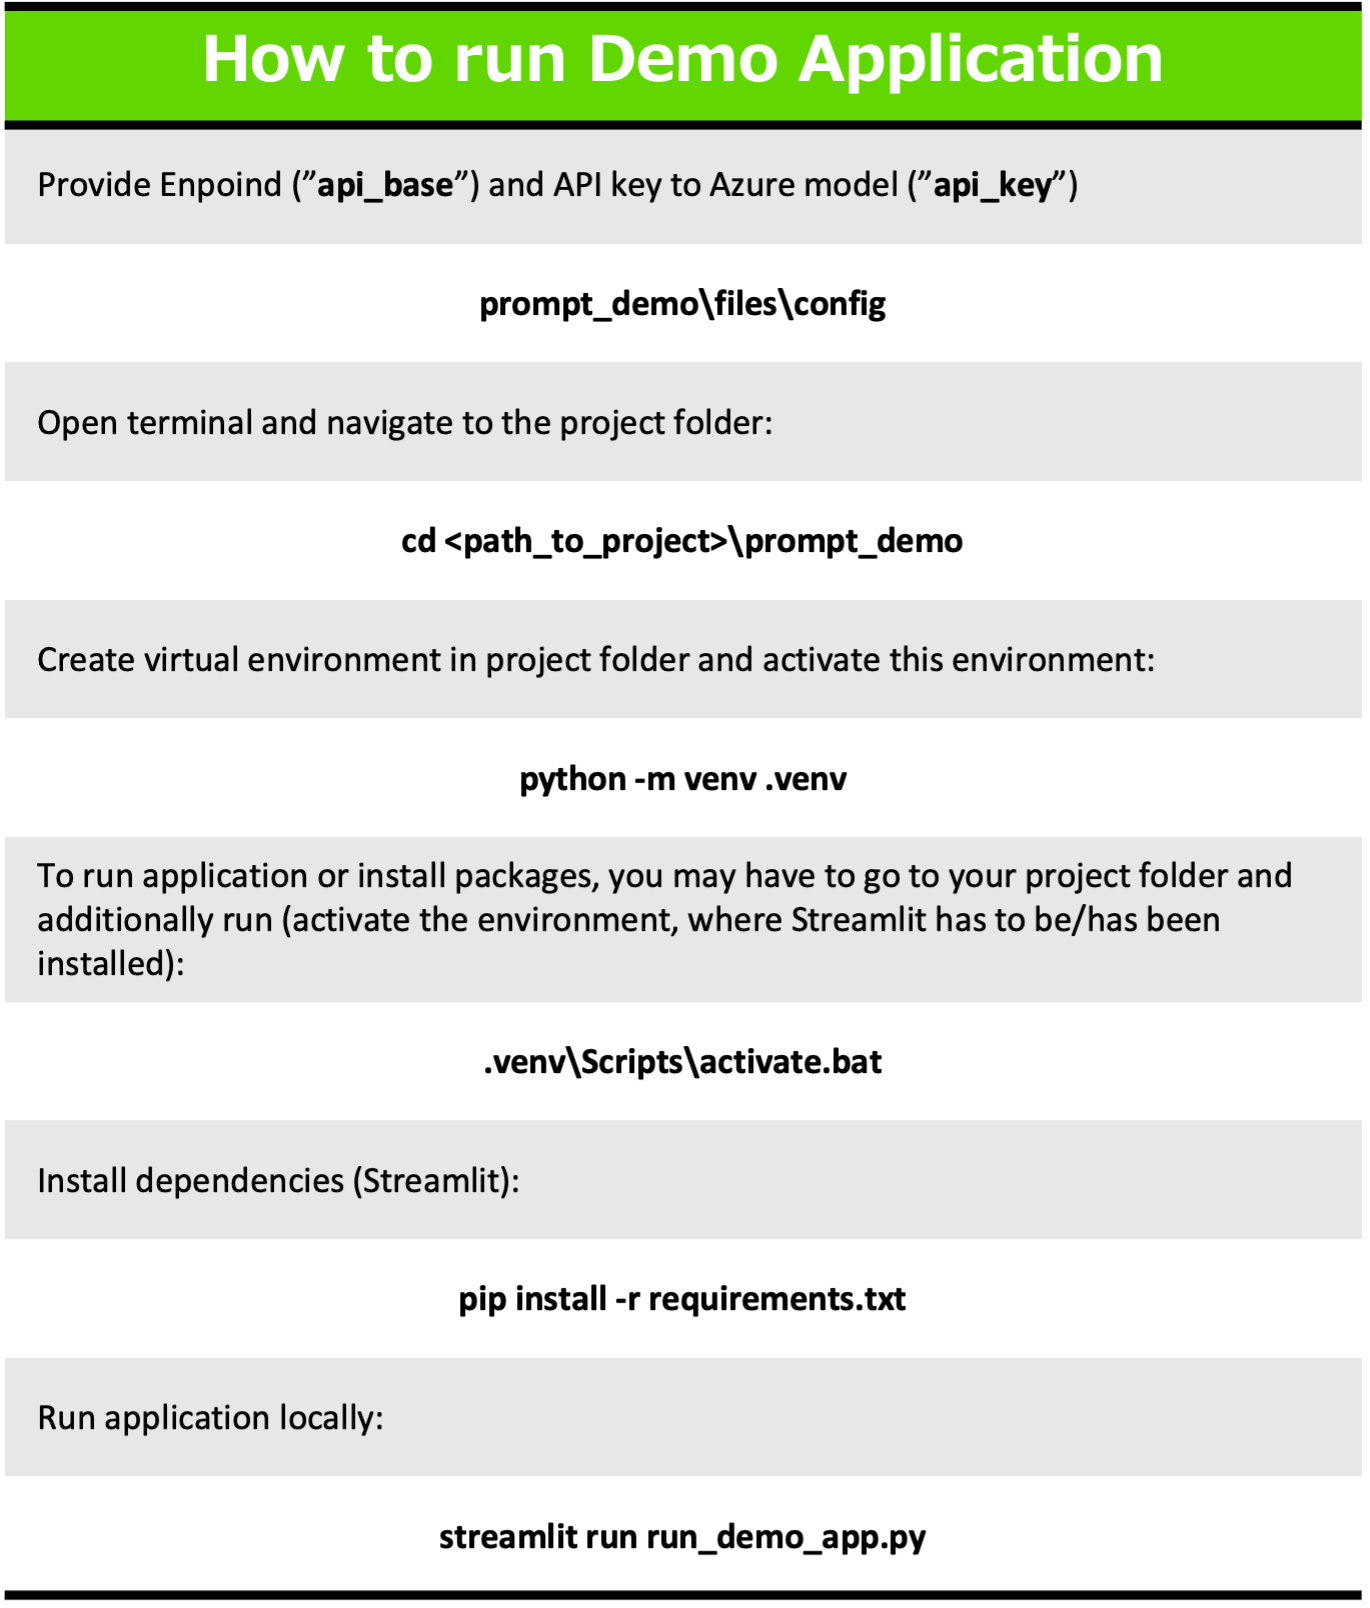 How to run Demo Application
Provide Enpoind (”api_base”) and API key to Azure model (”api_key”)
prompt_demo\files\config
Open terminal and navigate to the project folder:
cd <path_to_project>\prompt_demo
Create virtual environment in project folder and activate this environment:
python -m venv .venv
To run application or install packages, you may have to go to your project folder and
additionally run (activate the environment, where Streamlit has to be/has been
installed):
.venv\Scripts\activate.bat
Install dependencies (Streamlit):
pip install -r requirements.txt
Run application locally:
streamlit run run_demo_app.py